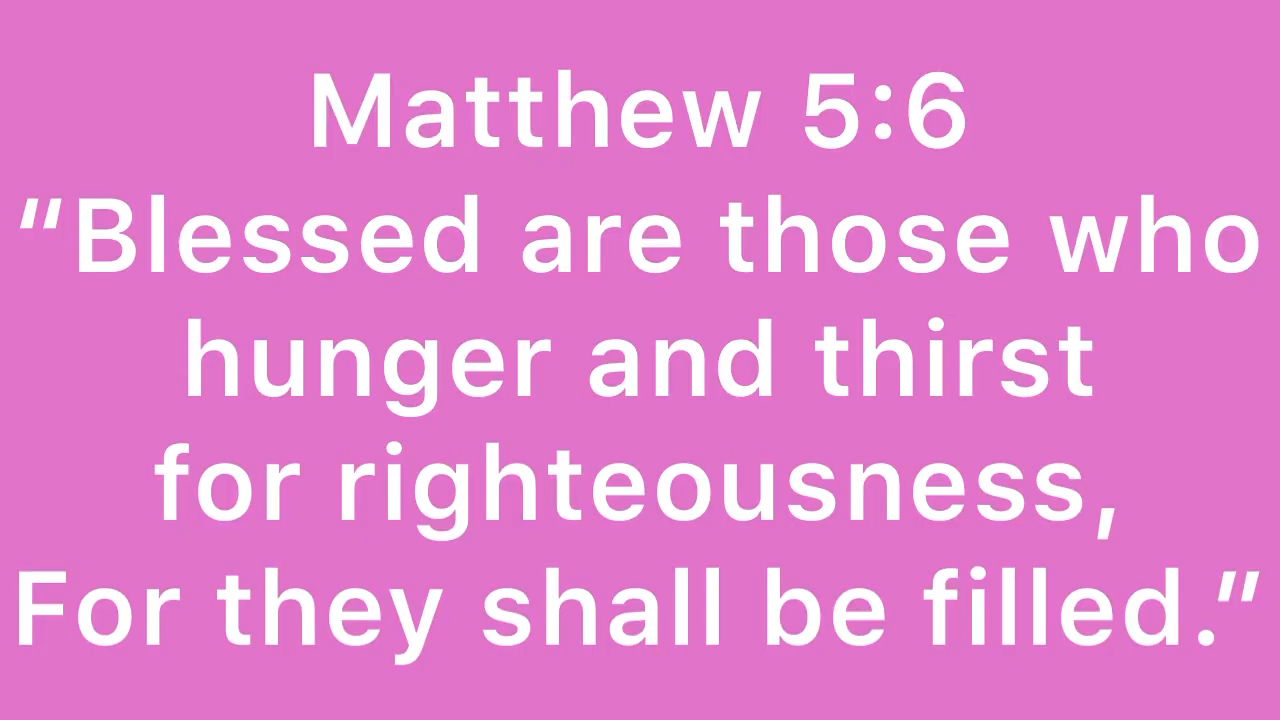 Matthew 5:6
“Blessed are those who
hunger and thirst
for righteousness,
For they shall be filled.”